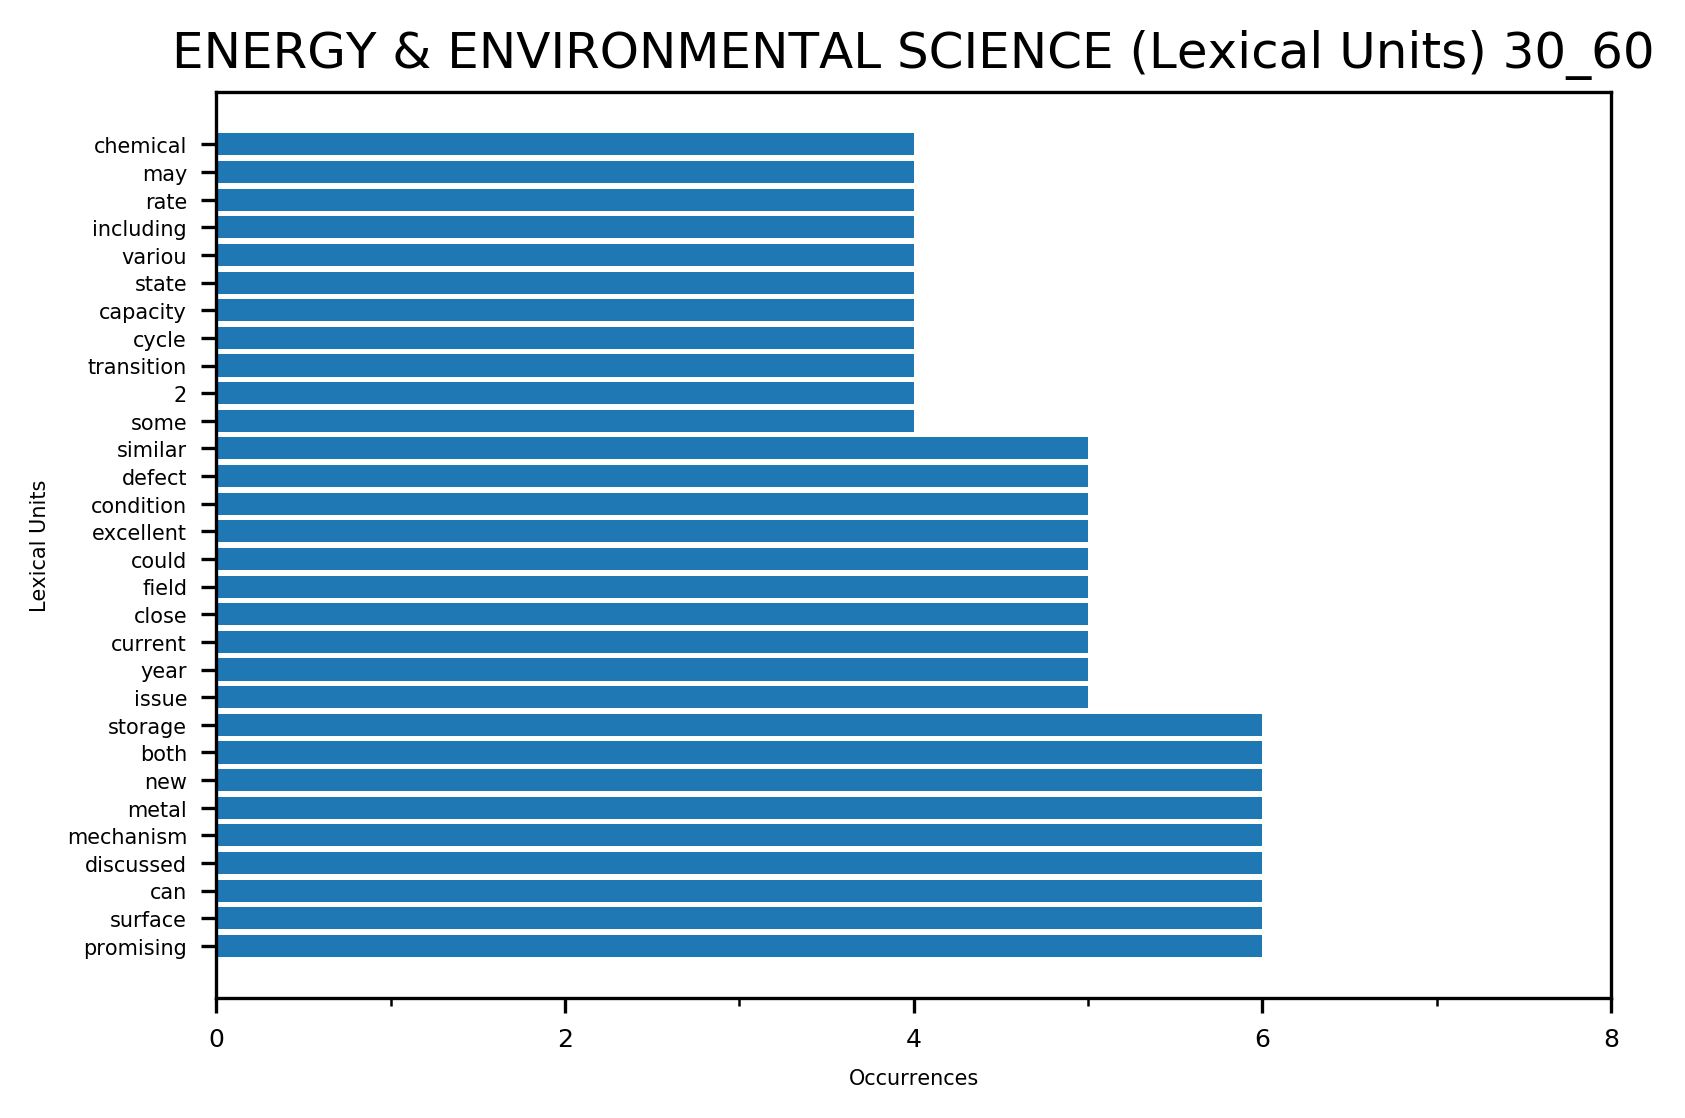 ENERGY & ENVIRONMENTAL SCIENCE (Lexical Units) 30_60
chemical
may
rate
including
variou
state
capacity
cycle
transition
2
some
similar
defect
condition
excellent
could
field
close
current
year
issue
storage
both
new
metal
mechanism
discussed
can
surface
promising
Lexical Units
0 2 4 6 8
Occurrences